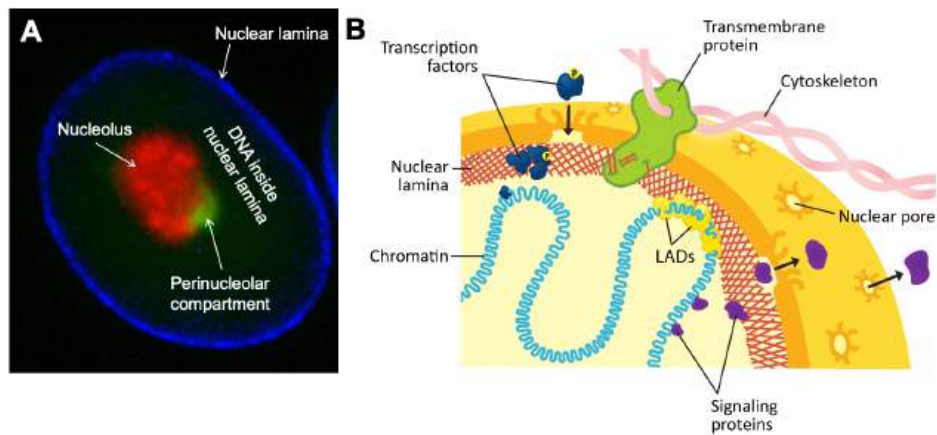 A
Nuclear lamina
Nucleolus
DNA inside
nuclear lamina
Perinucleolar
compartment
B
Transcription
factors
Transmembrane
protein
Cytoskeleton
P
P
Nuclear
lamina
Nuclear pore
Chromatin
LADs
Signaling
proteins